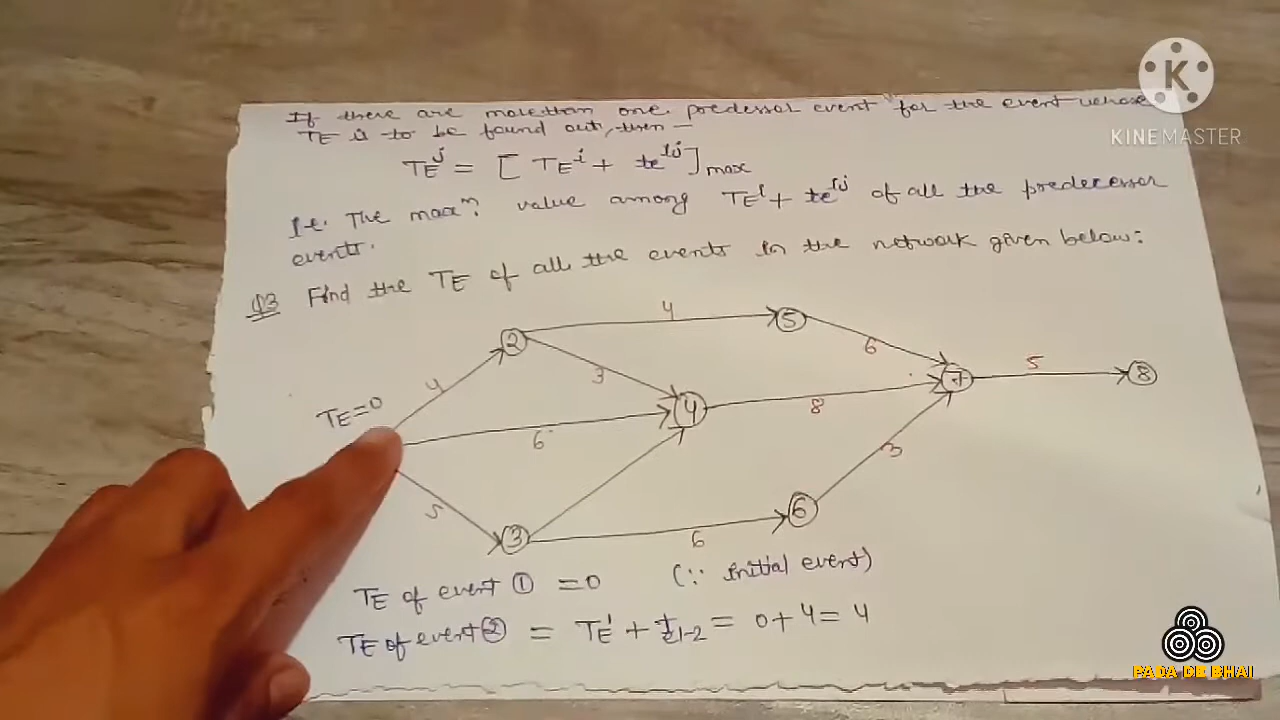 If there are more than one predessor event for the event whose
TE is to be found out, then —
TE^j = [ TE^i + te^ij ] max
I.e. The max^m value among TE^i + te^ij of all the predecessor
events.
Q3 Find the TE of all the events in the network given below:
4
2
5
6
3
4
TE=0
5
7
8
4
8
6
3
5
6
3
6
TE of event ① = 0 (∵ initial event)
TE of event ② = TE^1 + te1-2 = 0 + 4 = 4
KINEMASTER
K